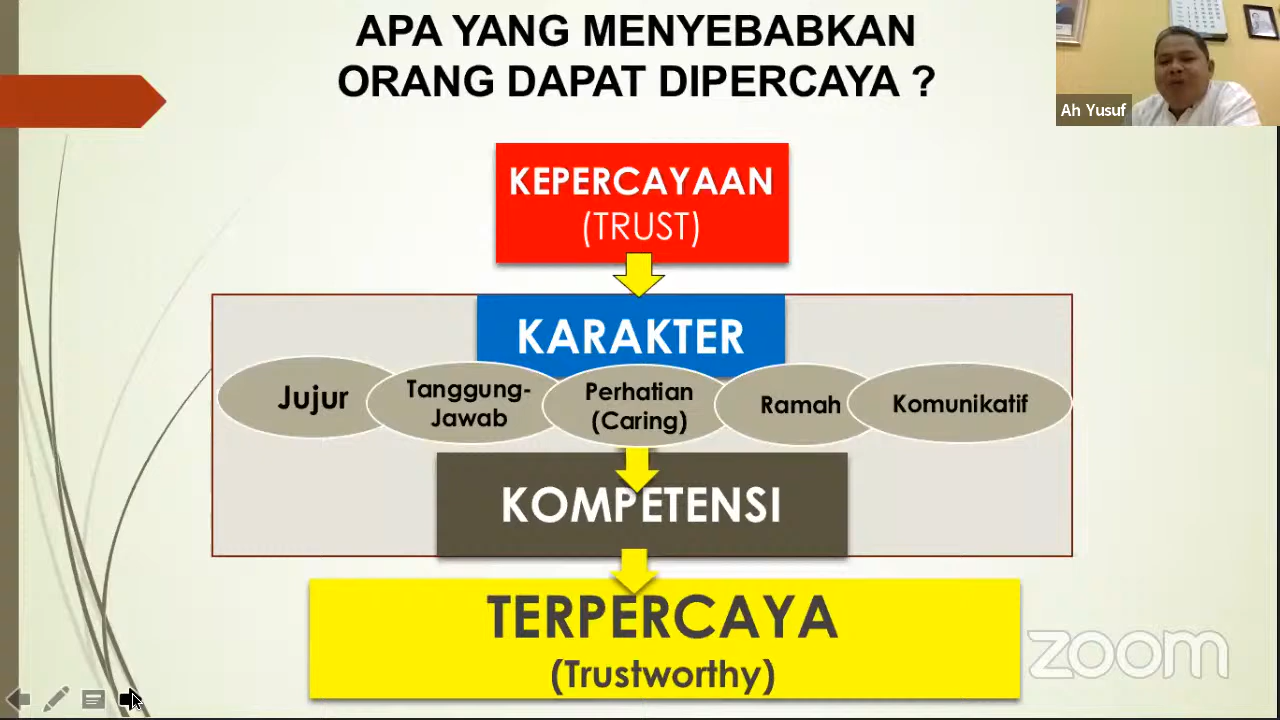 APA YANG MENYEBABKAN
ORANG DAPAT DIPERCAYA ?
Ah Yusuf
KEPERCAYAAN
(TRUST)
KARAKTER
Jujur
Tanggung-
Jawab
Perhatian
(Caring)
Ramah
Komunikatif
KOMPETENSI
TERPERCAYA
(Trustworthy)
zoom